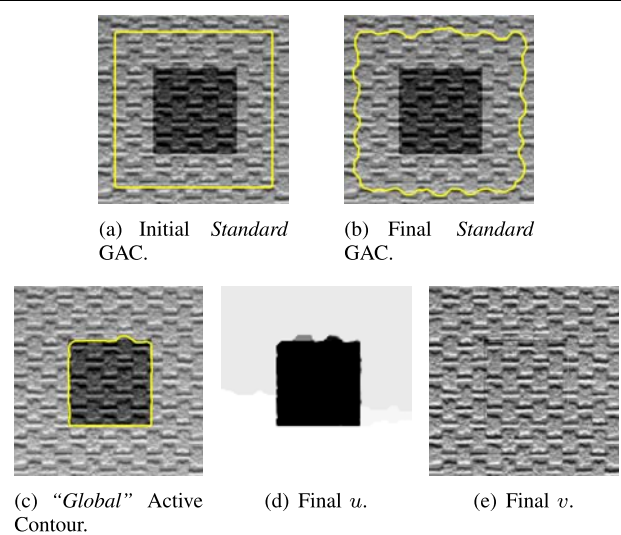 (a) Initial Standard GAC.
(b) Final Standard GAC.
(c) "Global" Active Contour.
(d) Final u.
(e) Final v.